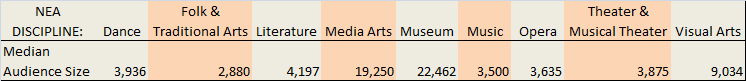 NEA DISCIPLINE: Dance Folk & Traditional Arts Literature Media Arts Museum Music Opera Theater & Musical Theater Visual Arts
Median Audience Size 3,936 2,880 4,197 19,250 22,462 3,500 3,635 3,875 9,034